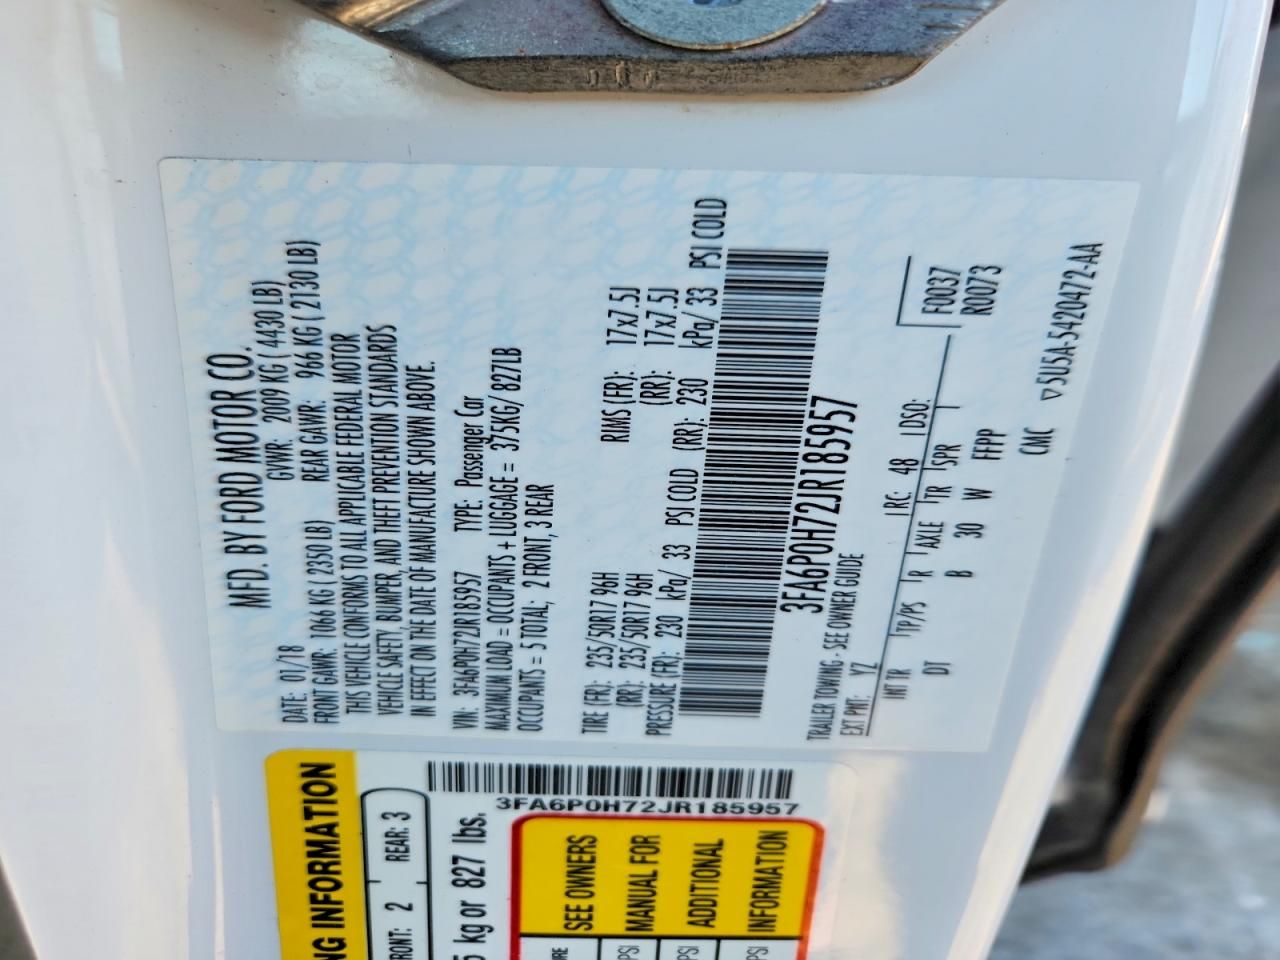 MFD. BY FORD MOTOR CO.
DATE: 01/18 GVWR: 2009 KG ( 4430 LB)
FRONT GAWR: 1066 KG ( 2350 LB) REAR GAWR: 966 KG ( 2130 LB)
THIS VEHICLE CONFORMS TO ALL APPLICABLE FEDERAL MOTOR
VEHICLE SAFETY, BUMPER, AND THEFT PREVENTION STANDARDS
IN EFFECT ON THE DATE OF MANUFACTURE SHOWN ABOVE.
VIN: 3FA6P0H72JR185957 TYPE: Passenger Car
MAXIMUM LOAD = OCCUPANTS + LUGGAGE = 375KG/ 827LB
OCCUPANTS = 5 TOTAL; 2 FRONT, 3 REAR
TIRE (FR): 235/50R17 96H RIMS (FR): 17x7.5J
(RR): 235/50R17 96H (RR): 17x7.5J
PRESSURE (FR): 230 kPa/ 33 PSI COLD (RR): 230 kPa/ 33 PSI COLD
3FA6P0H72JR185957
TRAILER TOWING - SEE OWNER GUIDE
EXT PNT: YZ RC: 48 DSO:
INT TR TP/PS R AXLE TR SPR
DT B 30 W FFPP
F0037
R0073
CMC 5U5A-5420472-AA
3FA6P0H72JR185957
NG INFORMATION
RONT: 2 REAR: 3
5 kg or 827 lbs.
SEE OWNERS
MANUAL FOR
ADDITIONAL
INFORMATION
PSI
PSI
PSI